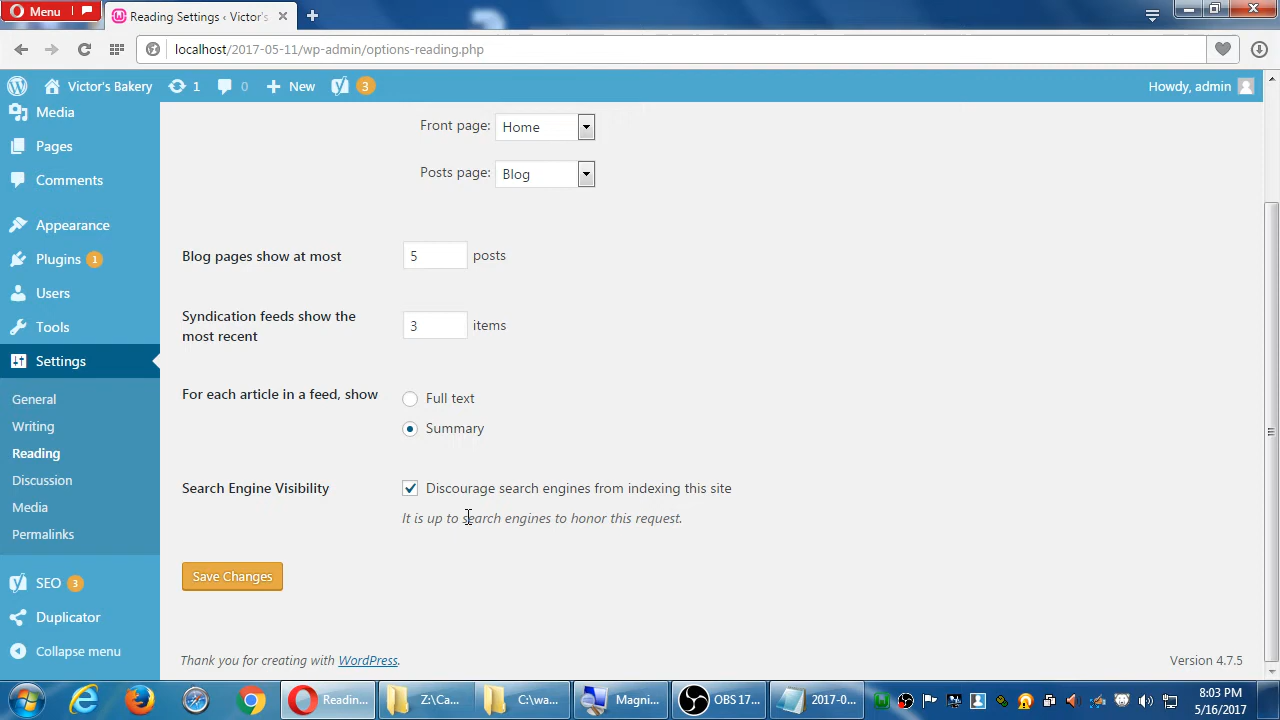 Menu
Reading Settings ‹ Victor's
localhost/2017-05-11/wp-admin/options-reading.php
Victor's Bakery 1 0 New 3 Howdy, admin
Media
Pages
Comments
Appearance
Plugins 1
Users
Tools
Settings
General
Writing
Reading
Discussion
Media
Permalinks
SEO 3
Duplicator
Collapse menu
Front page: Home
Posts page: Blog
Blog pages show at most 5 posts
Syndication feeds show the most recent 3 items
For each article in a feed, show
Full text
Summary
Search Engine Visibility
Discourage search engines from indexing this site
It is up to search engines to honor this request.
Save Changes
Thank you for creating with WordPress.
Version 4.7.5
Readin... Z:\Ca... C:\wa... Magni... OBS 17... 2017-0...
8:03 PM
5/16/2017